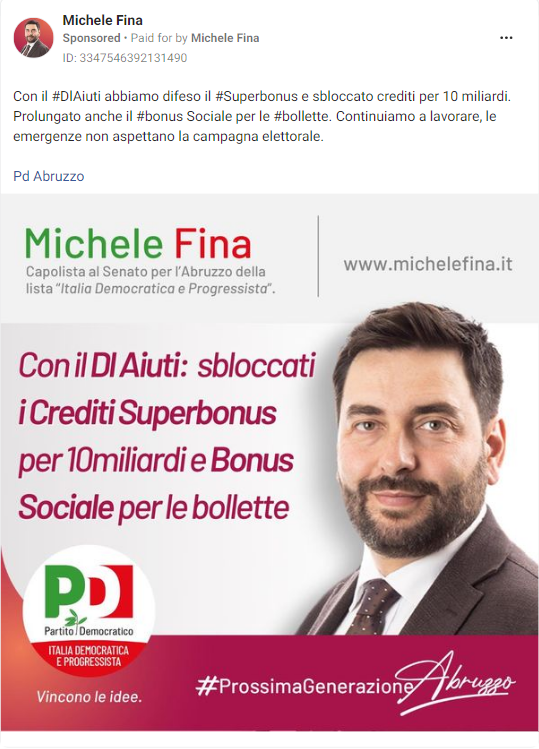 Michele Fina
Sponsored • Paid for by Michele Fina
ID: 3347546392131490
Con il #DlAiuti abbiamo difeso il #Superbonus e sbloccato crediti per 10 miliardi.
Prolungato anche il #bonus Sociale per le #bollette. Continuiamo a lavorare, le
emergenze non aspettano la campagna elettorale.
Pd Abruzzo
Michele Fina
Capolista al Senato per l'Abruzzo della
lista "Italia Democratica e Progressista".
www.michelefina.it
Con il Dl Aiuti: sbloccati
i Crediti Superbonus
per 10miliardi e Bonus
Sociale per le bollette
PD
Partito Democratico
ITALIA DEMOCRATICA
E PROGRESSISTA
Vincono le idee.
#ProssimaGenerazione Abruzzo